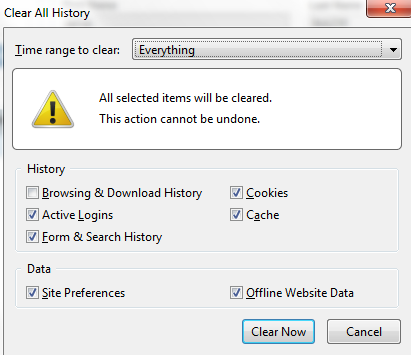 Clear All History
Time range to clear: Everything
All selected items will be cleared.
This action cannot be undone.
History
Browsing & Download History
Cookies
Active Logins
Cache
Form & Search History
Data
Site Preferences
Offline Website Data
Clear Now
Cancel